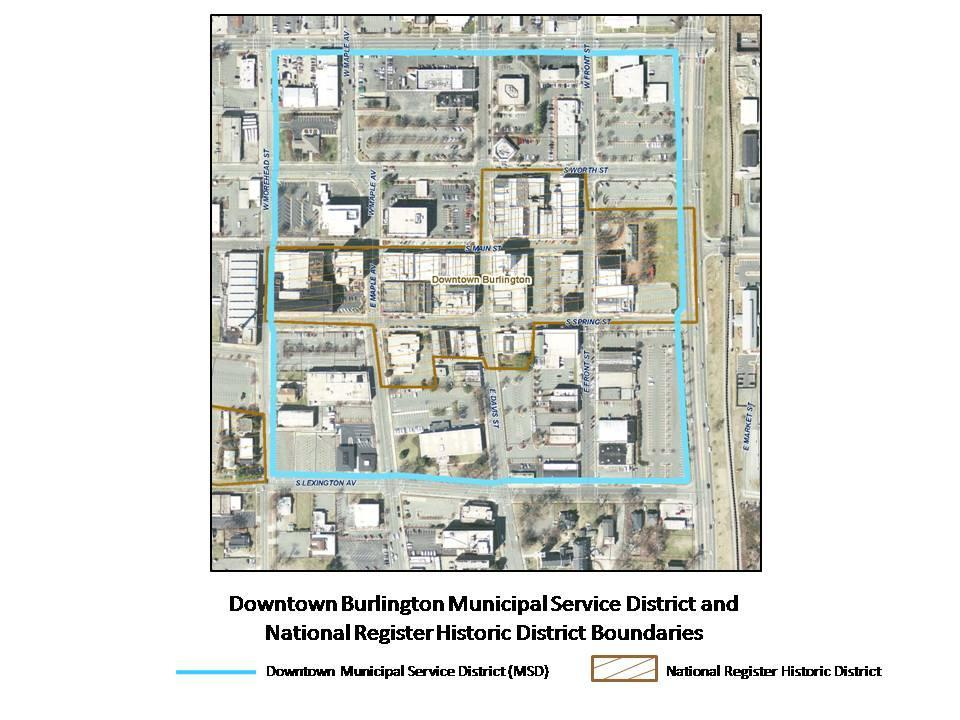 W MAPLE AV
W FRONT ST
W MOREHEAD ST
S WORTH ST
W MAPLE AV
S MAIN ST
E MAPLE AV
Downtown Burlington
S SPRING ST
E FRONT ST
E DAVIS ST
E MARKET ST
S LEXINGTON AV
Downtown Burlington Municipal Service District and
National Register Historic District Boundaries
Downtown Municipal Service District (MSD)
National Register Historic District